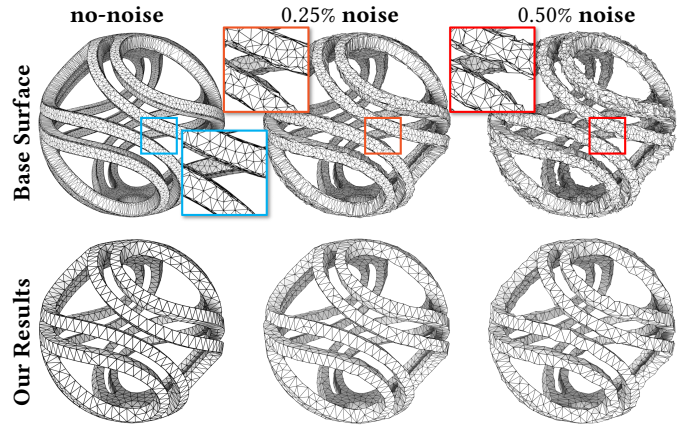 no-noise
0.25% noise
0.50% noise
Base Surface
Our Results